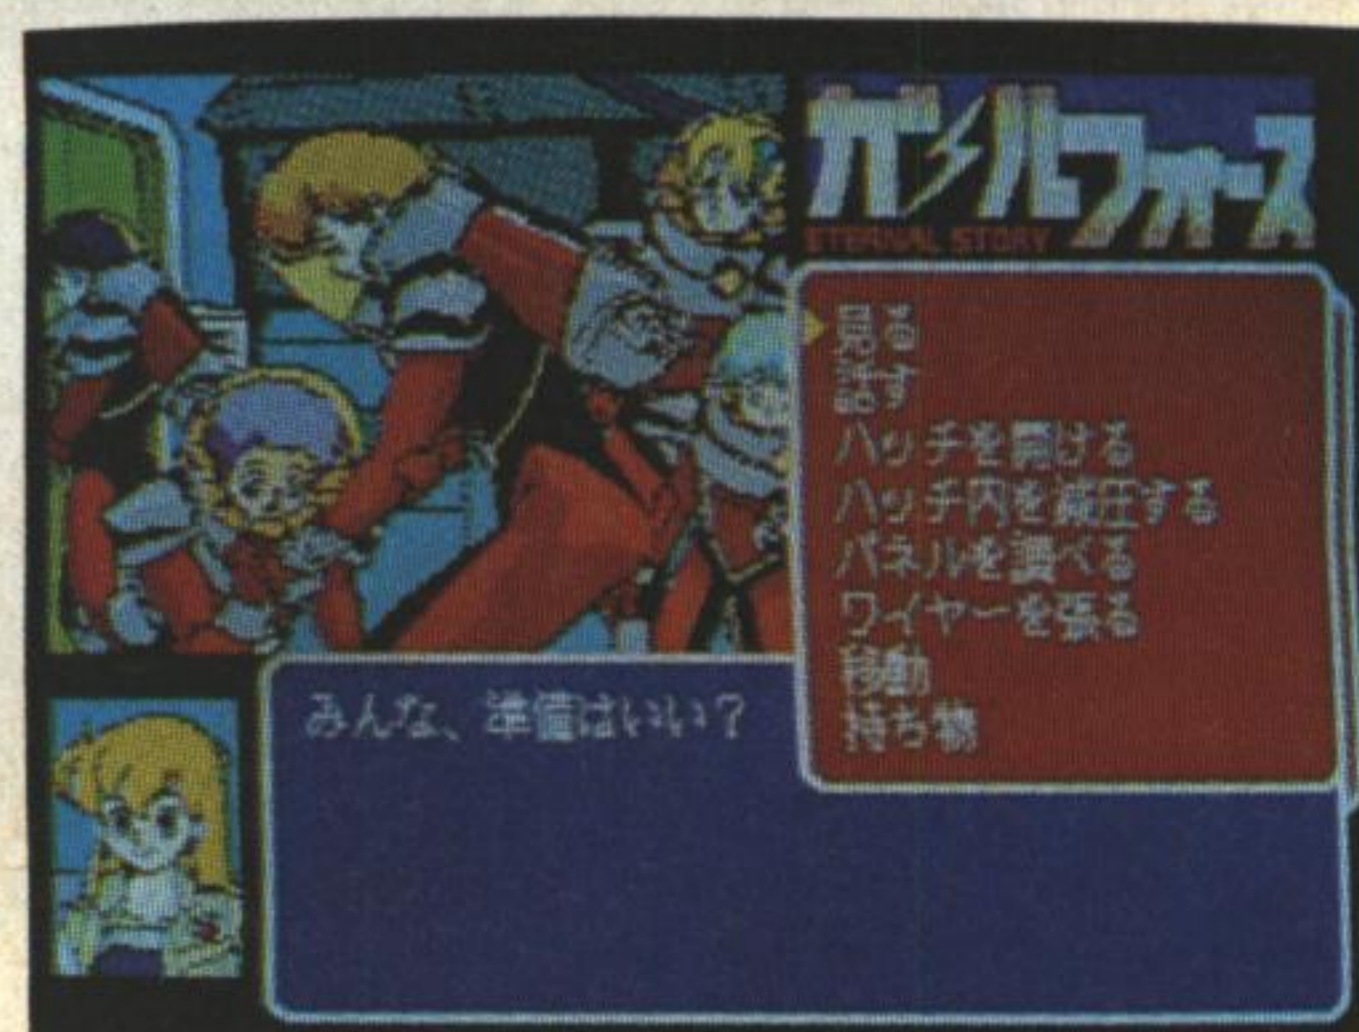 ガルフォース
ETERNAL STORY
見る
話す
ハッチを開ける
ハッチ内を減圧する
パネルを調べる
ワイヤーを張る
移動
持ち物
みんな、準備はいい?